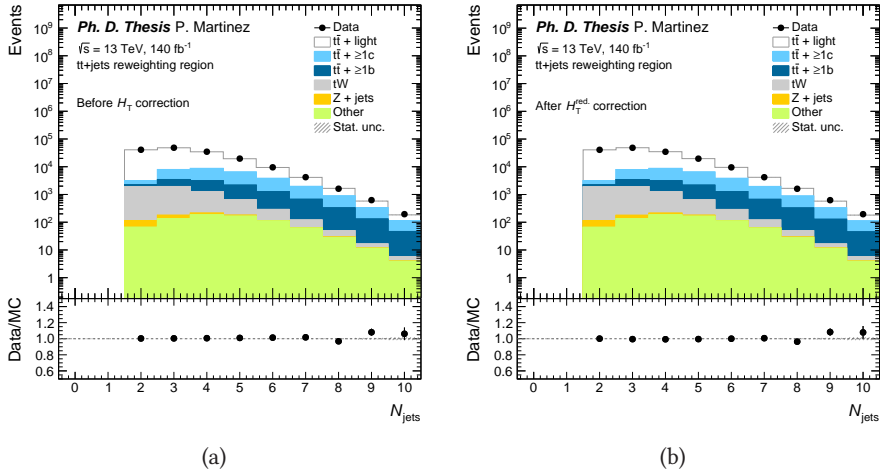 Events
10⁹
10⁸
10⁷
10⁶
10⁵
10⁴
10³
10²
10
1
Ph. D. Thesis P. Martinez
√s = 13 TeV, 140 fb⁻¹
tt+jets reweighting region
Before H_T correction
Data
tt̄ + light
tt̄ + ≥1c
tt̄ + ≥1b
tW
Z + jets
Other
Stat. unc.
Data/MC
1.4
1.2
1.0
0.8
0.6
0 1 2 3 4 5 6 7 8 9 10
N_jets
(a)
Events
10⁹
10⁸
10⁷
10⁶
10⁵
10⁴
10³
10²
10
1
Ph. D. Thesis P. Martinez
√s = 13 TeV, 140 fb⁻¹
tt+jets reweighting region
After H_T^red. correction
Data
tt̄ + light
tt̄ + ≥1c
tt̄ + ≥1b
tW
Z + jets
Other
Stat. unc.
Data/MC
1.4
1.2
1.0
0.8
0.6
0 1 2 3 4 5 6 7 8 9 10
N_jets
(b)